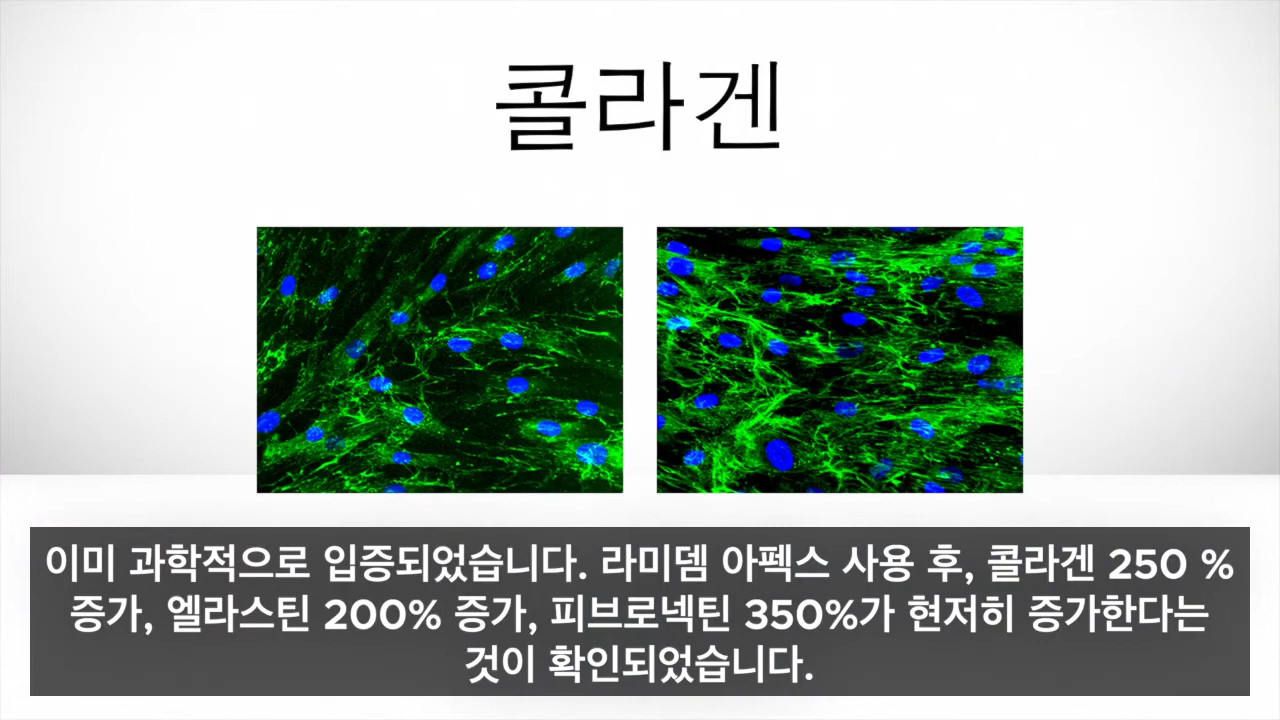 콜라겐
이미 과학적으로 입증되었습니다. 라미뎀 아펙스 사용 후, 콜라겐 250 %
증가, 엘라스틴 200% 증가, 피브로넥틴 350%가 현저히 증가한다는
것이 확인되었습니다.